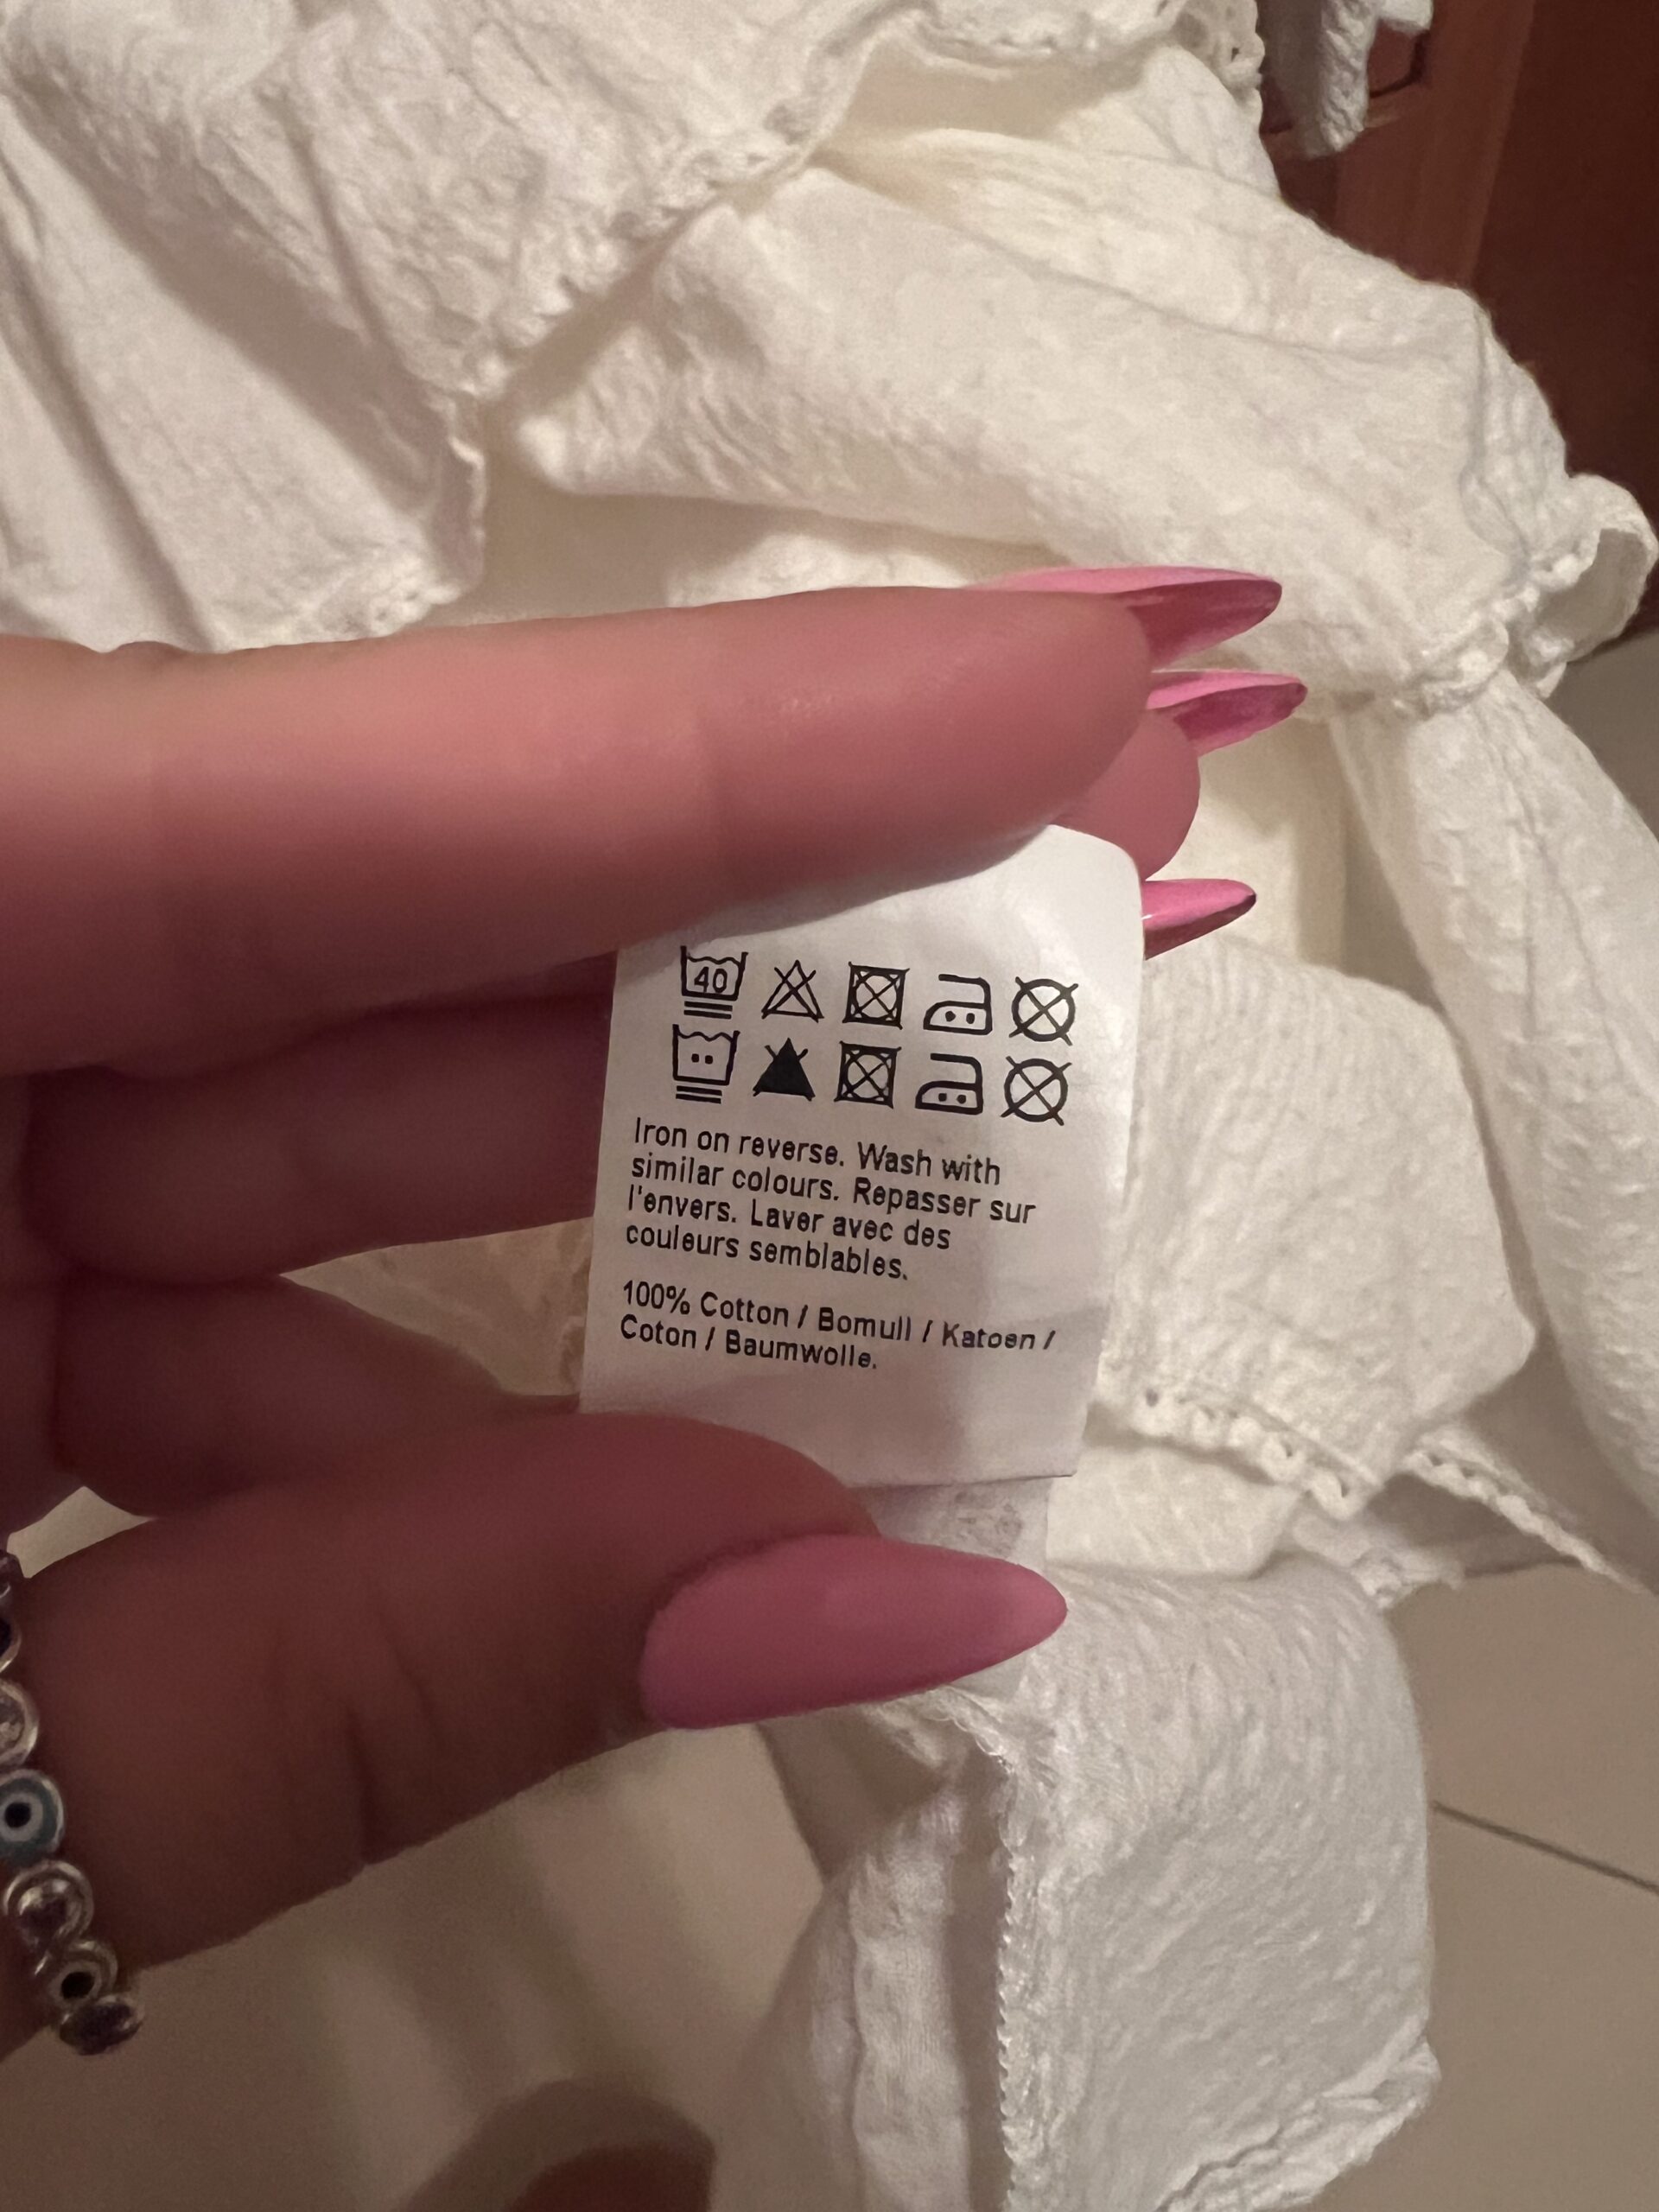 40
Iron on reverse. Wash with
similar colours. Repasser sur
l'envers. Laver avec des
couleurs semblables.
100% Cotton / Bomull / Katoen /
Coton / Baumwolle.